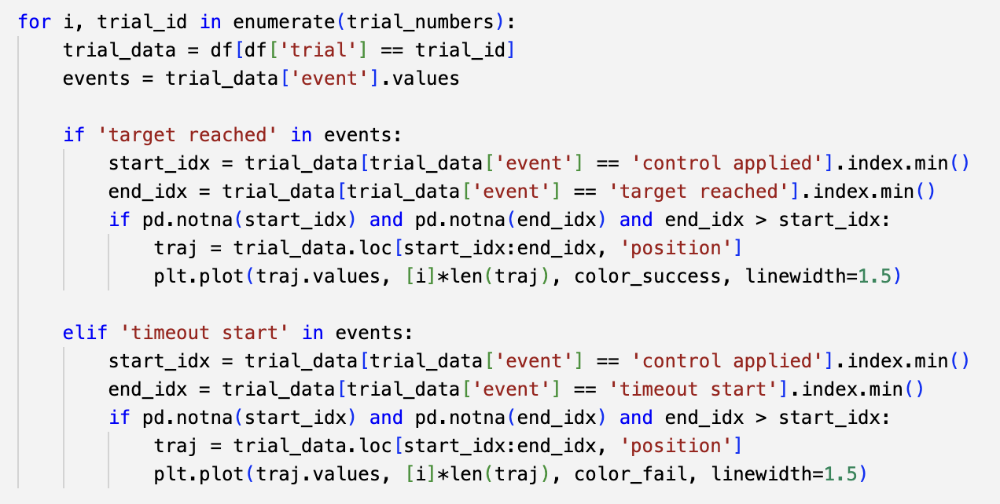 for i, trial_id in enumerate(trial_numbers):
    trial_data = df[df['trial'] == trial_id]
    events = trial_data['event'].values

    if 'target reached' in events:
        start_idx = trial_data[trial_data['event'] == 'control applied'].index.min()
        end_idx = trial_data[trial_data['event'] == 'target reached'].index.min()
        if pd.notna(start_idx) and pd.notna(end_idx) and end_idx > start_idx:
            traj = trial_data.loc[start_idx:end_idx, 'position']
            plt.plot(traj.values, [i]*len(traj), color_success, linewidth=1.5)

    elif 'timeout start' in events:
        start_idx = trial_data[trial_data['event'] == 'control applied'].index.min()
        end_idx = trial_data[trial_data['event'] == 'timeout start'].index.min()
        if pd.notna(start_idx) and pd.notna(end_idx) and end_idx > start_idx:
            traj = trial_data.loc[start_idx:end_idx, 'position']
            plt.plot(traj.values, [i]*len(traj), color_fail, linewidth=1.5)